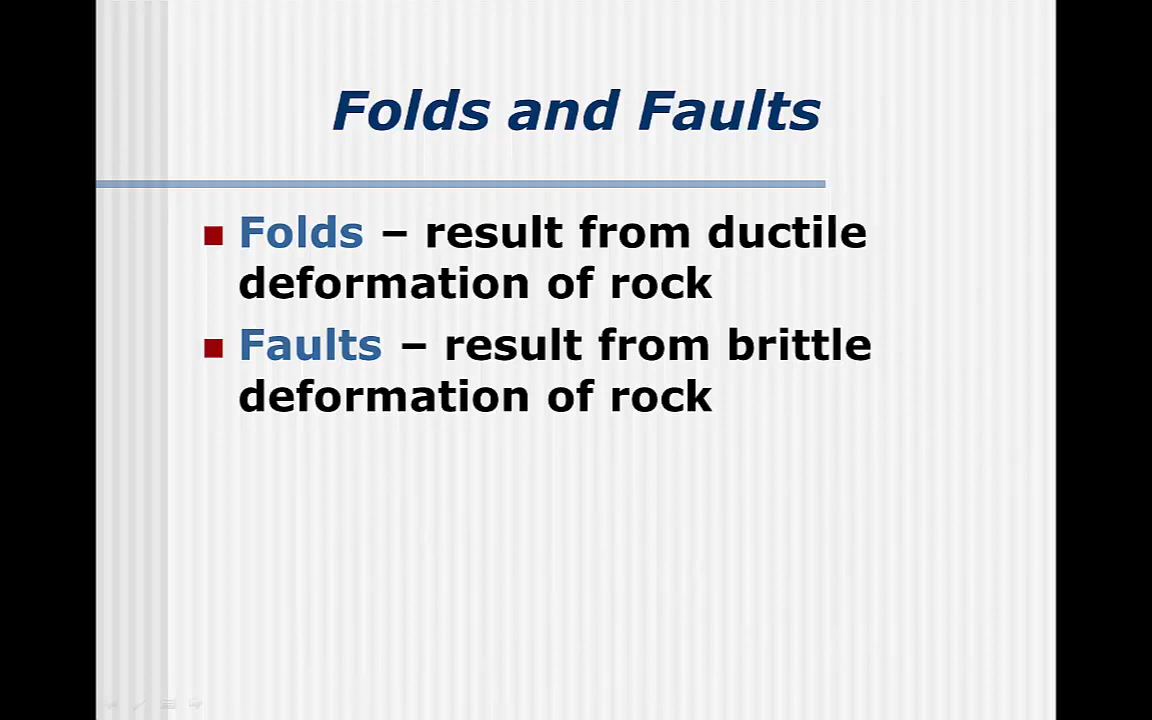 Folds and Faults
Folds – result from ductile
deformation of rock
Faults – result from brittle
deformation of rock